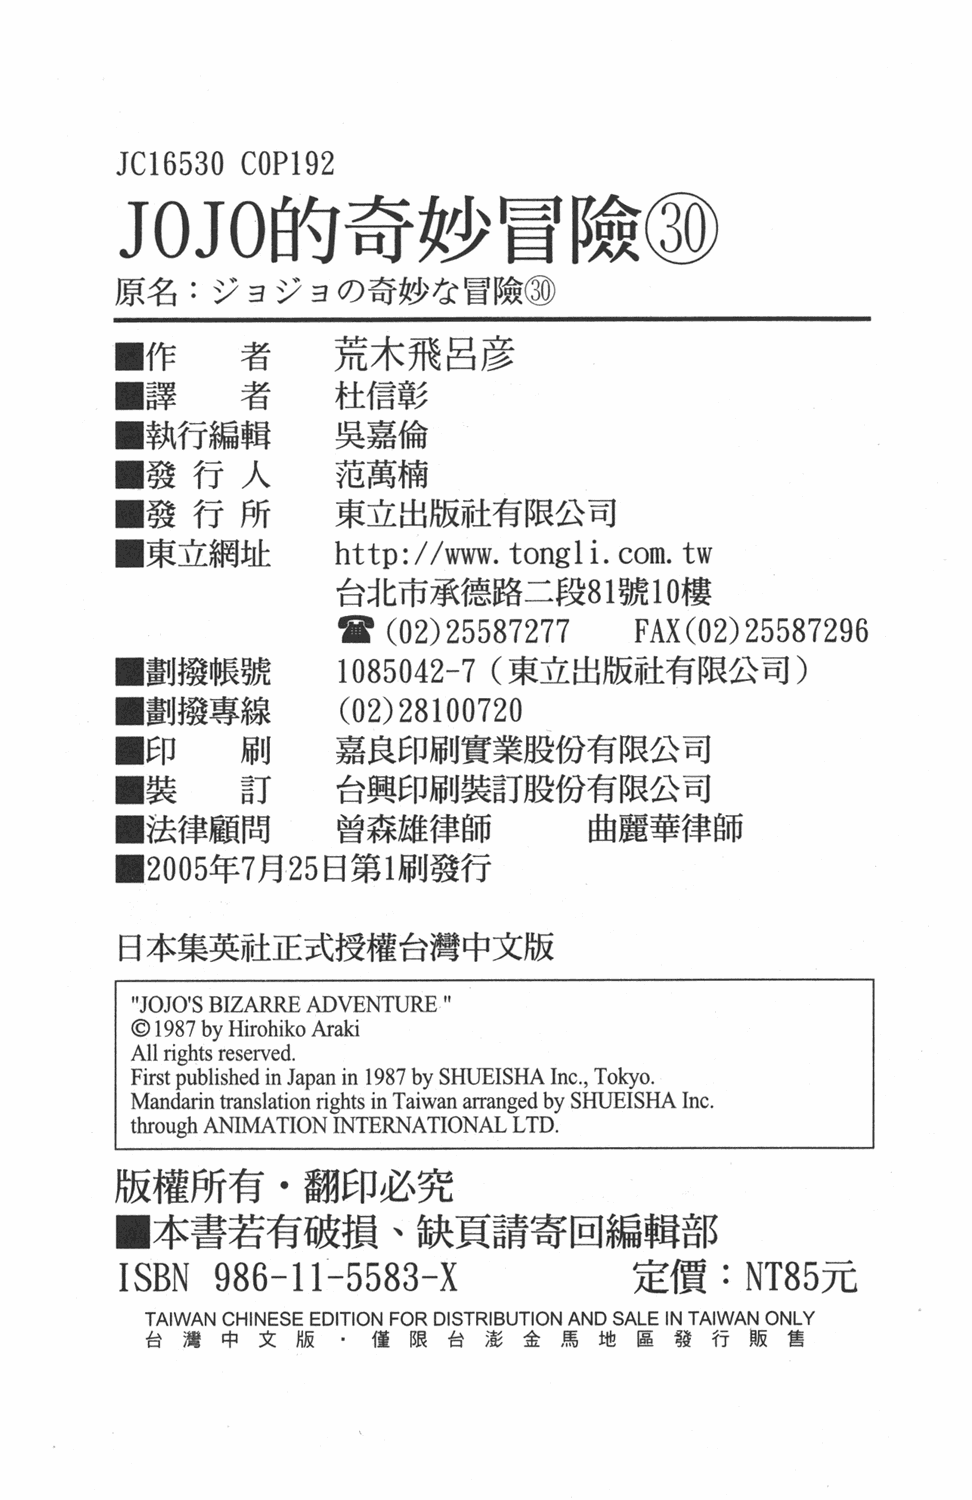 JC16530 C0P192
JOJO的奇妙冒險㉚
原名：ジョジョの奇妙な冒險㉚
■作　　者　　荒木飛呂彦
■譯　　者　　杜信彰
■執行編輯　　吳嘉倫
■發 行 人　　范萬楠
■發 行 所　　東立出版社有限公司
■東立網址　　http://www.tongli.com.tw
台北市承德路二段81號10樓
☎(02)25587277　　FAX(02)25587296
■劃撥帳號　　1085042-7（東立出版社有限公司）
■劃撥專線　　(02)28100720
■印　　刷　　嘉良印刷實業股份有限公司
■裝　　訂　　台興印刷裝訂股份有限公司
■法律顧問　　曾森雄律師　　曲麗華律師
■2005年7月25日第1刷發行
日本集英社正式授權台灣中文版
"JOJO'S BIZARRE ADVENTURE "
©1987 by Hirohiko Araki
All rights reserved.
First published in Japan in 1987 by SHUEISHA Inc., Tokyo.
Mandarin translation rights in Taiwan arranged by SHUEISHA Inc.
through ANIMATION INTERNATIONAL LTD.
版權所有・翻印必究
■本書若有破損、缺頁請寄回編輯部
ISBN 986-11-5583-X　　定價：NT85元
TAIWAN CHINESE EDITION FOR DISTRIBUTION AND SALE IN TAIWAN ONLY
台灣中文版・僅限台澎金馬地區發行販售